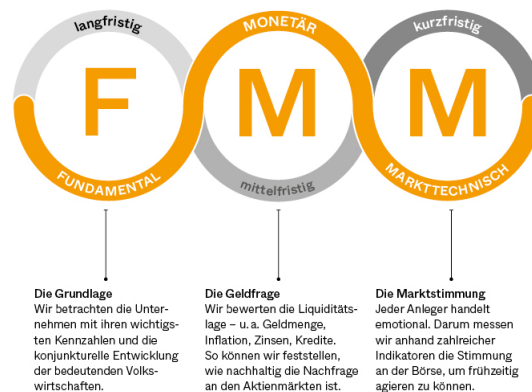 langfristig
F
FUNDAMENTAL
MONETÄR
M
mittelfristig
kurzfristig
M
MARKTTECHNISCH
Die Grundlage
Wir betrachten die Unter-
nehmen mit ihren wichtigs-
ten Kennzahlen und die
konjunkturelle Entwicklung
der bedeutenden Volks-
wirtschaften.
Die Geldfrage
Wir bewerten die Liquiditäts-
lage – u. a. Geldmenge,
Inflation, Zinsen, Kredite.
So können wir feststellen,
wie nachhaltig die Nachfrage
an den Aktienmärkten ist.
Die Marktstimmung
Jeder Anleger handelt
emotional. Darum messen
wir anhand zahlreicher
Indikatoren die Stimmung
an der Börse, um frühzeitig
agieren zu können.